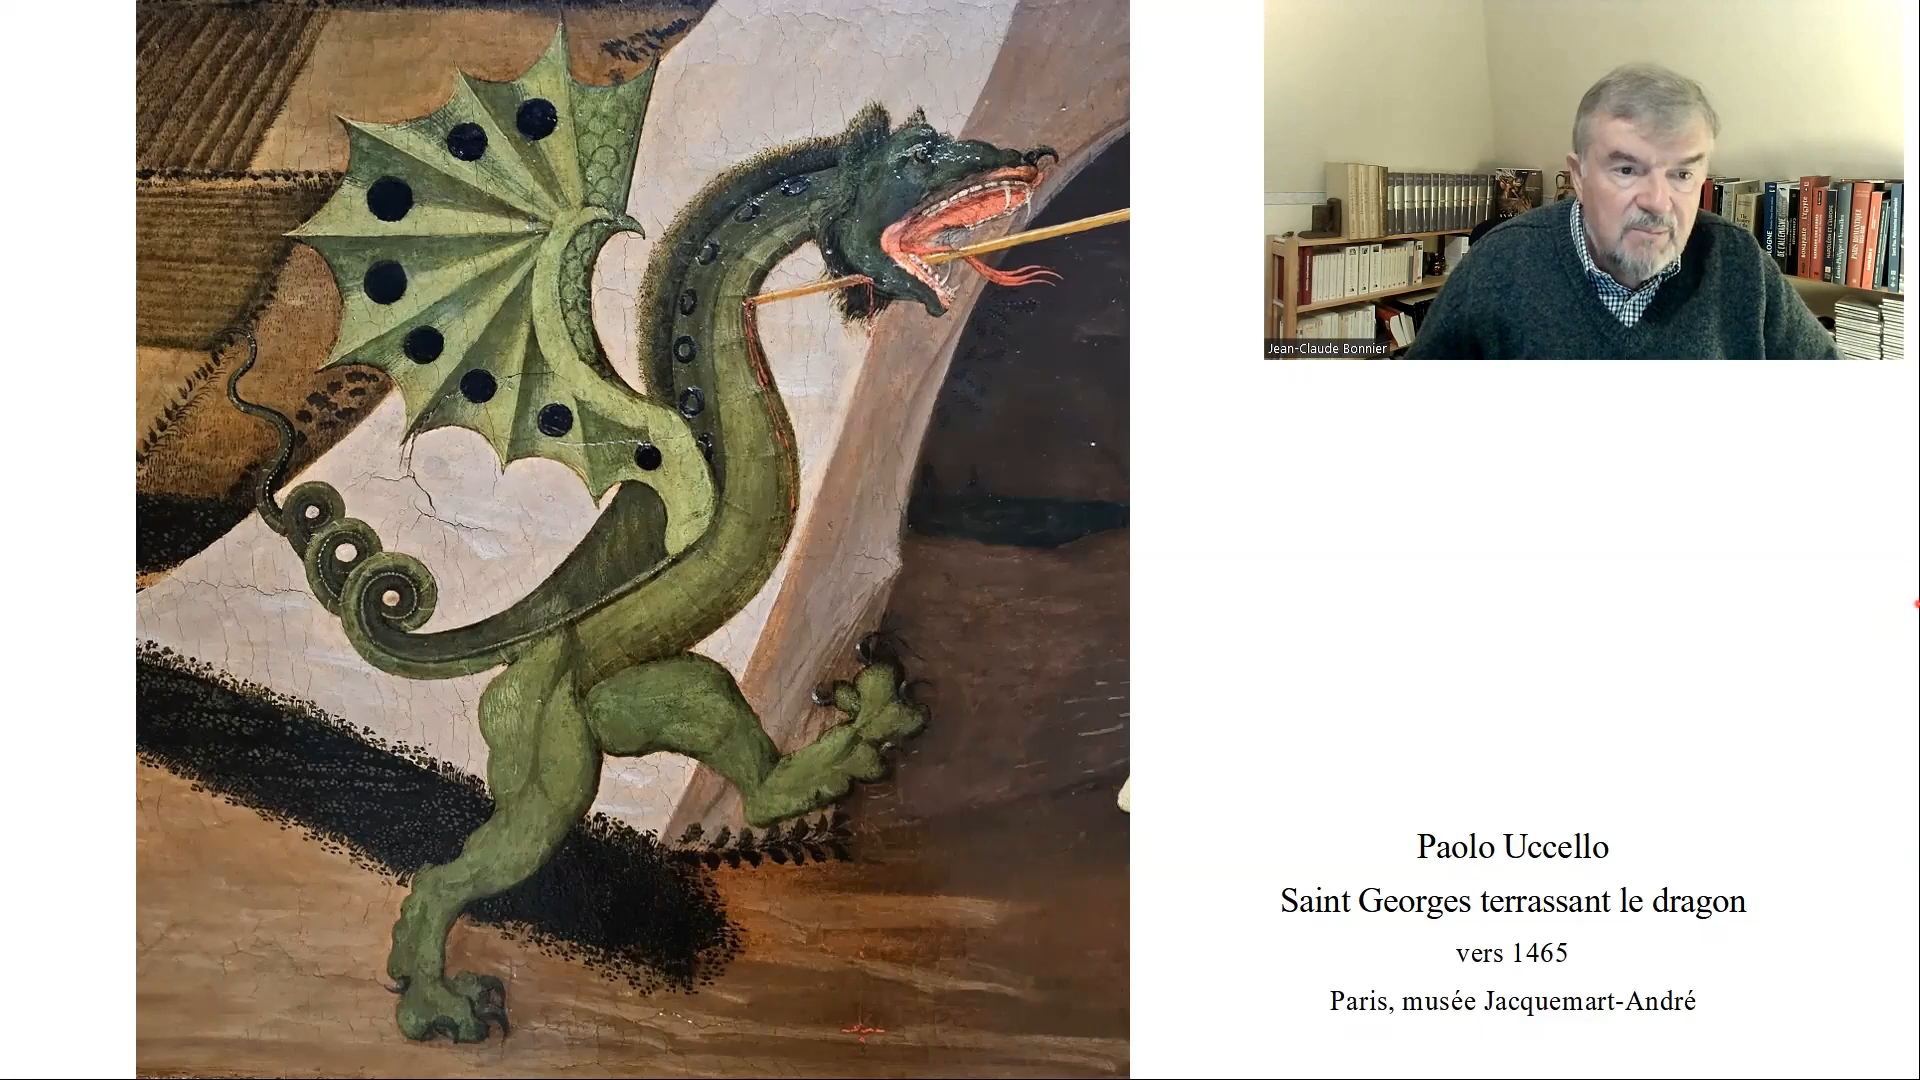 Jean-Claude Bonnier
Paolo Uccello
Saint Georges terrassant le dragon
vers 1465
Paris, musée Jacquemart-André